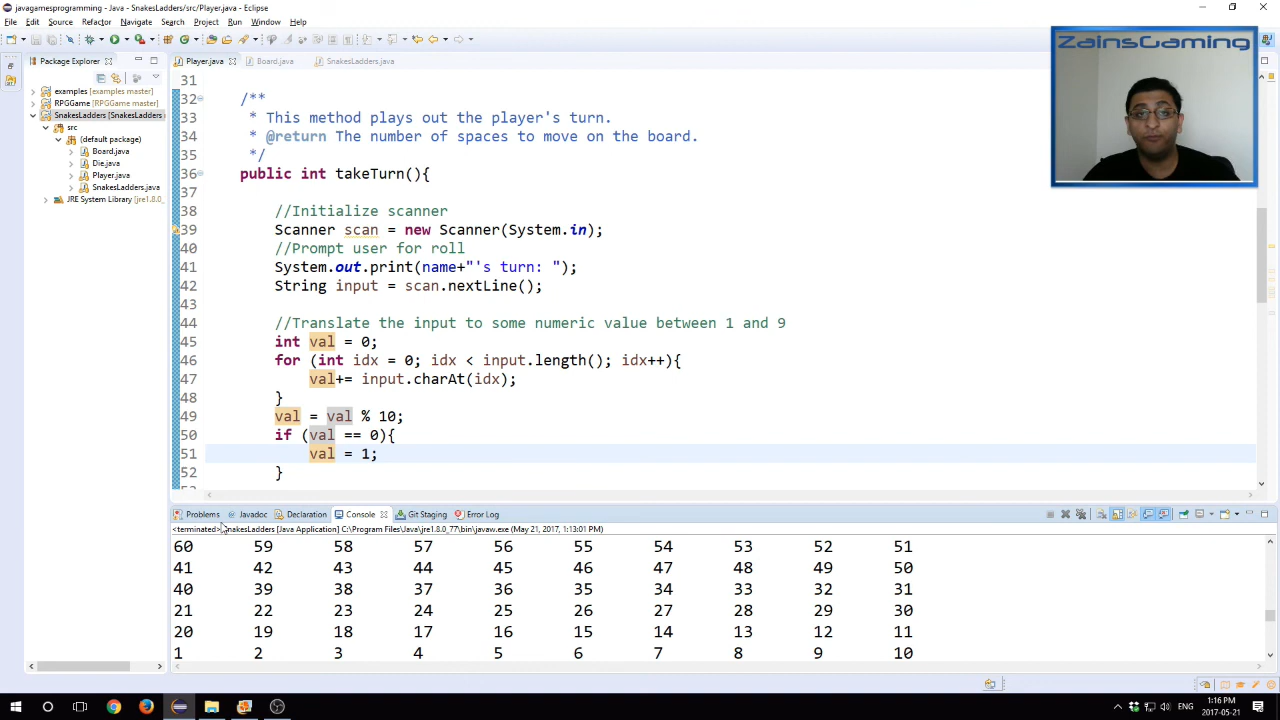 javagamesprogramming - Java - SnakesLadders/src/Player.java - Eclipse
File Edit Source Refactor Navigate Search Project Run Window Help
ZainsGaming
Package Explorer
Player.java Board.java SnakesLadders.java
examples [examples master]
RPGGame [RPGGame master]
SnakesLadders [SnakesLadders
src
(default package)
Board.java
Die.java
Player.java
SnakesLadders.java
JRE System Library [jre1.8.0_
31
32 /**
33 * This method plays out the player's turn.
34 * @return The number of spaces to move on the board.
35 */
36 public int takeTurn(){
37
38 //Initialize scanner
39 Scanner scan = new Scanner(System.in);
40 //Prompt user for roll
41 System.out.print(name+"'s turn: ");
42 String input = scan.nextLine();
43
44 //Translate the input to some numeric value between 1 and 9
45 int val = 0;
46 for (int idx = 0; idx < input.length(); idx++){
47 val+= input.charAt(idx);
48 }
49 val = val % 10;
50 if (val == 0){
51 val = 1;
52 }
Problems Javadoc Declaration Console Git Staging Error Log
<terminated> SnakesLadders [Java Application] C:\Program Files\Java\jre1.8.0_77\bin\javaw.exe (May 21, 2017, 1:13:01 PM)
60 59 58 57 56 55 54 53 52 51
41 42 43 44 45 46 47 48 49 50
40 39 38 37 36 35 34 33 32 31
21 22 23 24 25 26 27 28 29 30
20 19 18 17 16 15 14 13 12 11
1 2 3 4 5 6 7 8 9 10
ENG
1:16 PM
2017-05-21